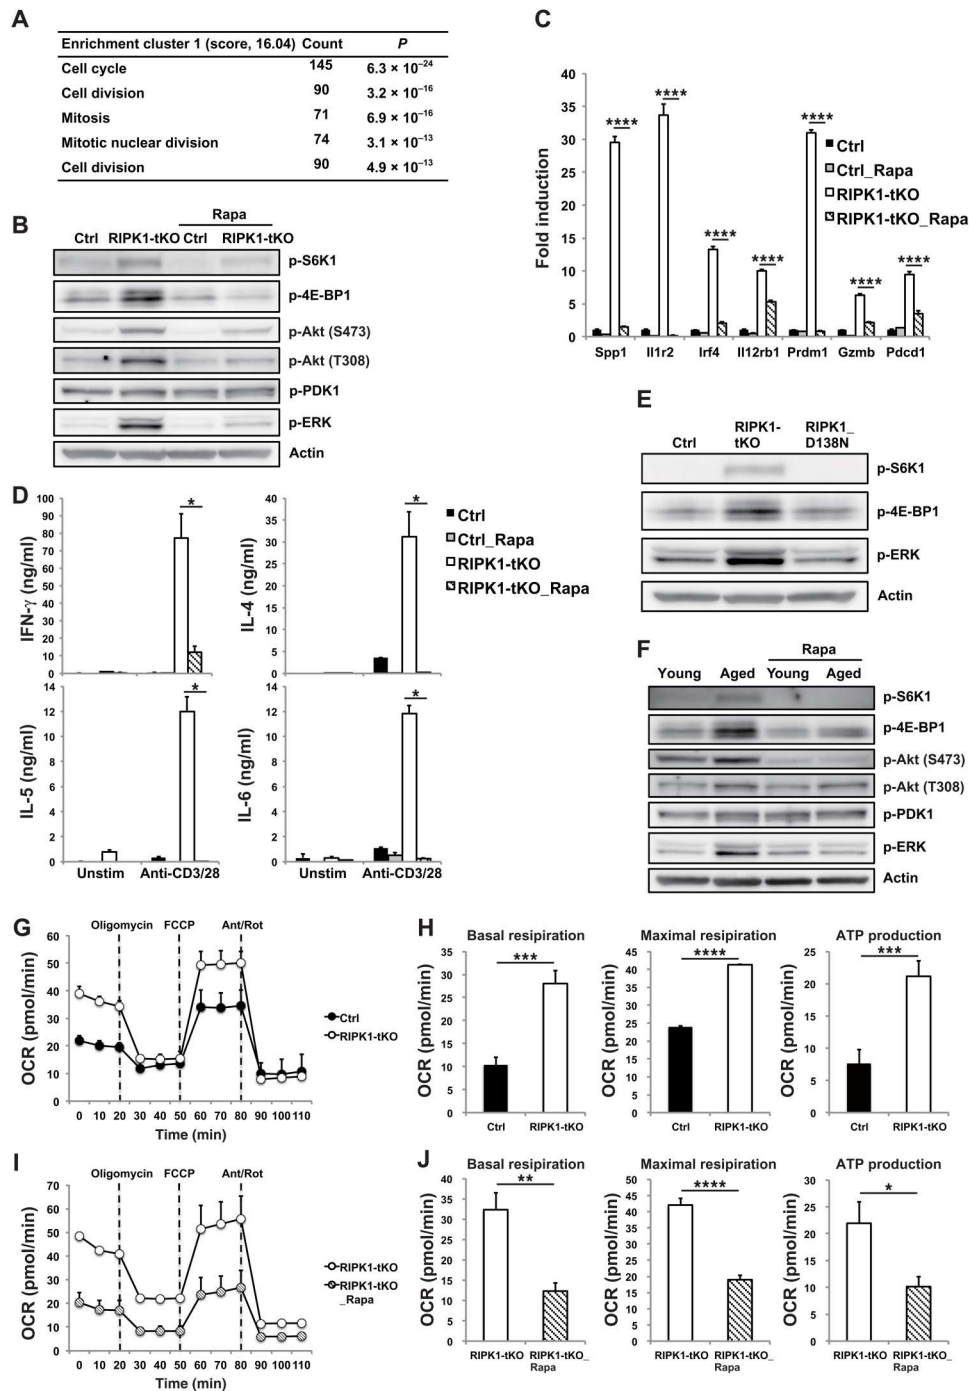 A
Enrichment cluster 1 (score, 16.04) Count P
Cell cycle 145 6.3 × 10⁻²⁴
Cell division 90 3.2 × 10⁻¹⁶
Mitosis 71 6.9 × 10⁻¹⁶
Mitotic nuclear division 74 3.1 × 10⁻¹³
Cell division 90 4.9 × 10⁻¹³
B
Rapa
Ctrl RIPK1-tKO Ctrl RIPK1-tKO
p-S6K1
p-4E-BP1
p-Akt (S473)
p-Akt (T308)
p-PDK1
p-ERK
Actin
C
Fold induction
40
35
30
25
20
15
10
5
0
**** **** **** **** **** **** ****
Spp1 Il1r2 Irf4 Il12rb1 Prdm1 Gzmb Pdcd1
Ctrl
Ctrl_Rapa
RIPK1-tKO
RIPK1-tKO_Rapa
D
IFN-γ (ng/ml)
100
90
80
70
60
50
40
30
20
10
0
*
IL-4 (ng/ml)
40
35
30
25
20
15
10
5
0
*
Ctrl
Ctrl_Rapa
RIPK1-tKO
RIPK1-tKO_Rapa
IL-5 (ng/ml)
14
12
10
8
6
4
2
0
*
Unstim Anti-CD3/28
IL-6 (ng/ml)
14
12
10
8
6
4
2
0
*
Unstim Anti-CD3/28
E
Ctrl RIPK1-tKO RIPK1_D138N
p-S6K1
p-4E-BP1
p-ERK
Actin
F
Rapa
Young Aged Young Aged
p-S6K1
p-4E-BP1
p-Akt (S473)
p-Akt (T308)
p-PDK1
p-ERK
Actin
G
Oligomycin FCCP Ant/Rot
OCR (pmol/min)
60
50
40
30
20
10
0
0 10 20 30 40 50 60 70 80 90 100 110
Time (min)
Ctrl
RIPK1-tKO
H
Basal resipiration
***
OCR (pmol/min)
35
30
25
20
15
10
5
0
Ctrl RIPK1-tKO
Maximal resipiration
****
OCR (pmol/min)
45
40
35
30
25
20
15
10
5
0
Ctrl RIPK1-tKO
ATP production
***
OCR (pmol/min)
25
20
15
10
5
0
Ctrl RIPK1-tKO
I
Oligomycin FCCP Ant/Rot
OCR (pmol/min)
70
60
50
40
30
20
10
0
0 10 20 30 40 50 60 70 80 90 100 110
Time (min)
RIPK1-tKO
RIPK1-tKO
_Rapa
J
Basal resipiration
**
OCR (pmol/min)
40
35
30
25
20
15
10
5
0
RIPK1-tKO RIPK1-tKO_
Rapa
Maximal resipiration
****
OCR (pmol/min)
50
45
40
35
30
25
20
15
10
5
0
RIPK1-tKO RIPK1-tKO_
Rapa
ATP production
*
OCR (pmol/min)
30
25
20
15
10
5
0
RIPK1-tKO RIPK1-tKO_
Rapa